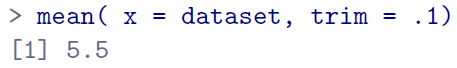 > mean( x = dataset, trim = .1)
[1] 5.5